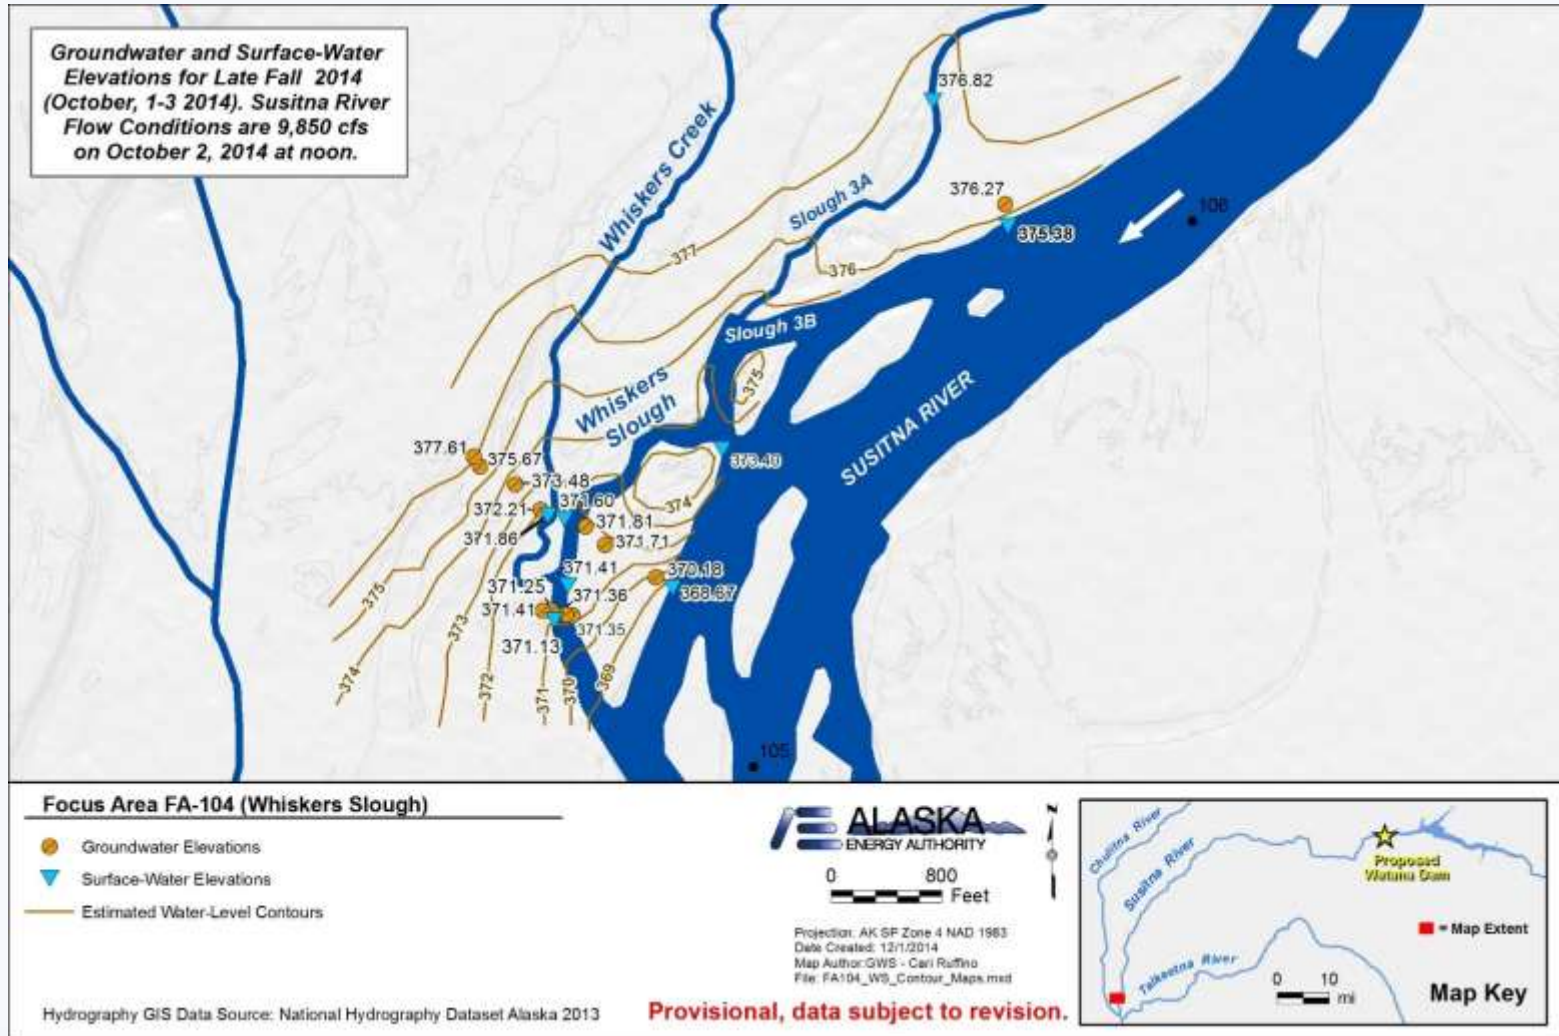 Groundwater and Surface-Water
Elevations for Late Fall 2014
(October, 1-3 2014). Susitna River
Flow Conditions are 9,850 cfs
on October 2, 2014 at noon.
376.82
Whiskers Creek
Slough 3A
376.27
375.38
106
377
376
Slough 3B
375
Whiskers
Slough
SUSITNA RIVER
377.61
375.67
373.40
373.48
371.60
374
372.21
371.81
371.86
371.71
371.41
370.18
371.25
371.36
368.67
375
371.41
371.35
373
371.13
374
372
371
370
369
105
Focus Area FA-104 (Whiskers Slough)
Groundwater Elevations
Surface-Water Elevations
Estimated Water-Level Contours
Hydrography GIS Data Source: National Hydrography Dataset Alaska 2013
ALASKA
ENERGY AUTHORITY
N
0 800
Feet
Projection: AK SP Zone 4 NAD 1983
Date Created: 12/1/2014
Map Author:GWS - Cari Ruffino
File: FA104_WS_Contour_Maps.mxd
Provisional, data subject to revision.
Chulitna River
Susitna River
Proposed
Watana Dam
= Map Extent
Talkeetna River
0 10
mi
Map Key